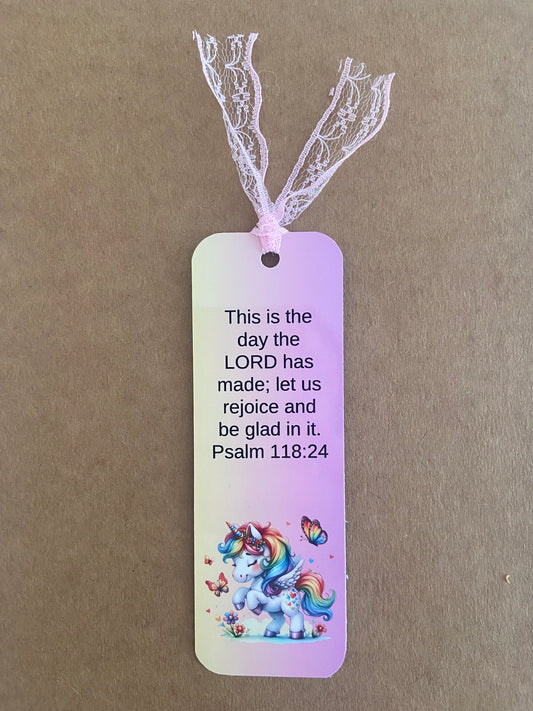 This is the
day the
LORD has
made; let us
rejoice and
be glad in it.
Psalm 118:24